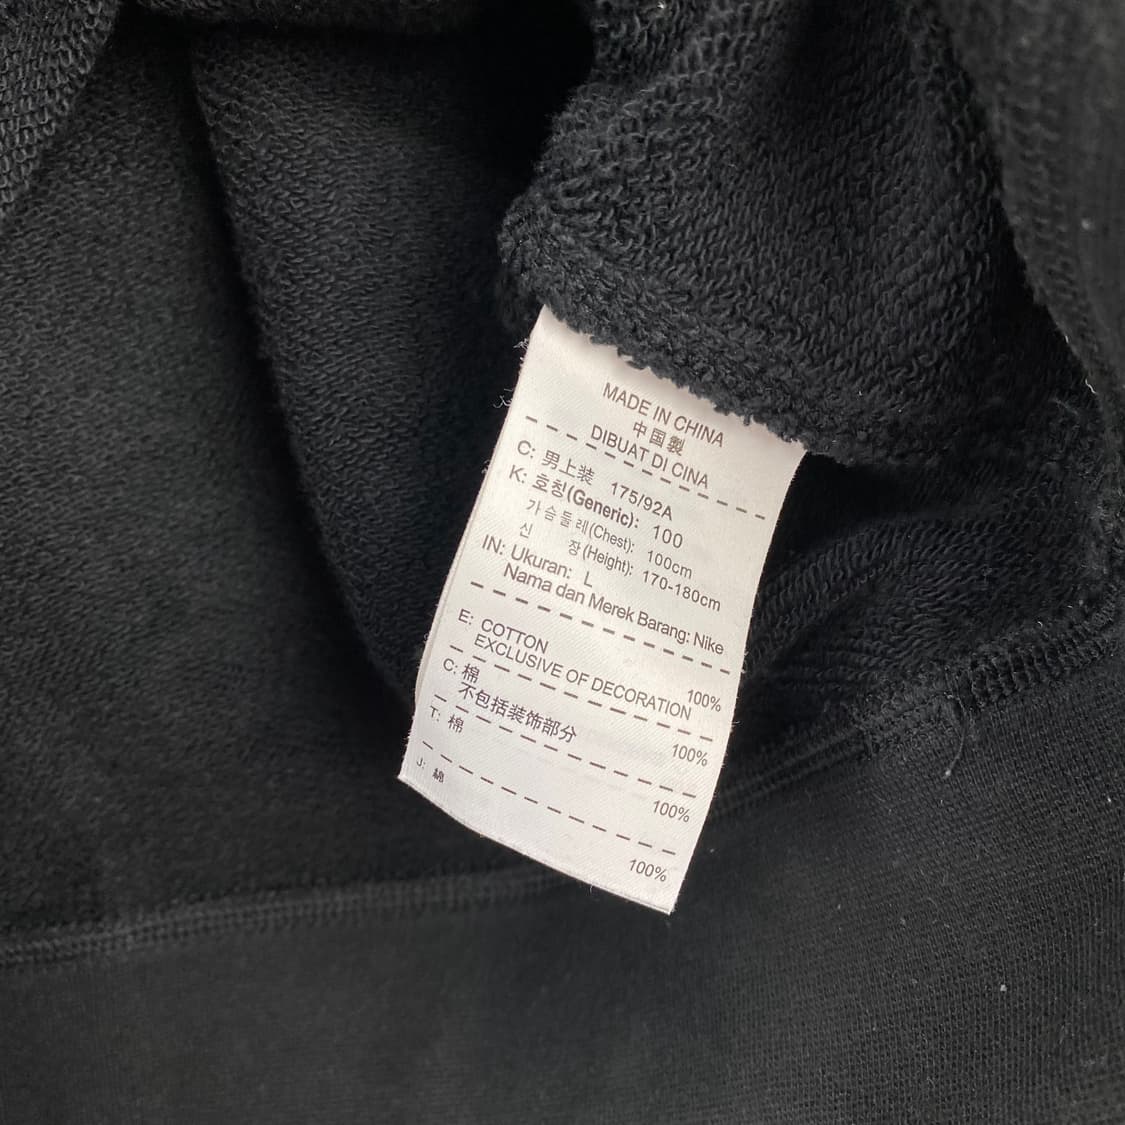 MADE IN CHINA
中国製
DIBUAT DI CINA
C: 男上装 175/92A
K: 호칭(Generic): 100
가슴둘레(Chest): 100cm
신 장(Height): 170-180cm
IN: Ukuran: L
Nama dan Merek Barang: Nike
E: COTTON 100%
EXCLUSIVE OF DECORATION
C: 棉 100%
不包括装饰部分
T: 棉 100%
J: 綿 100%